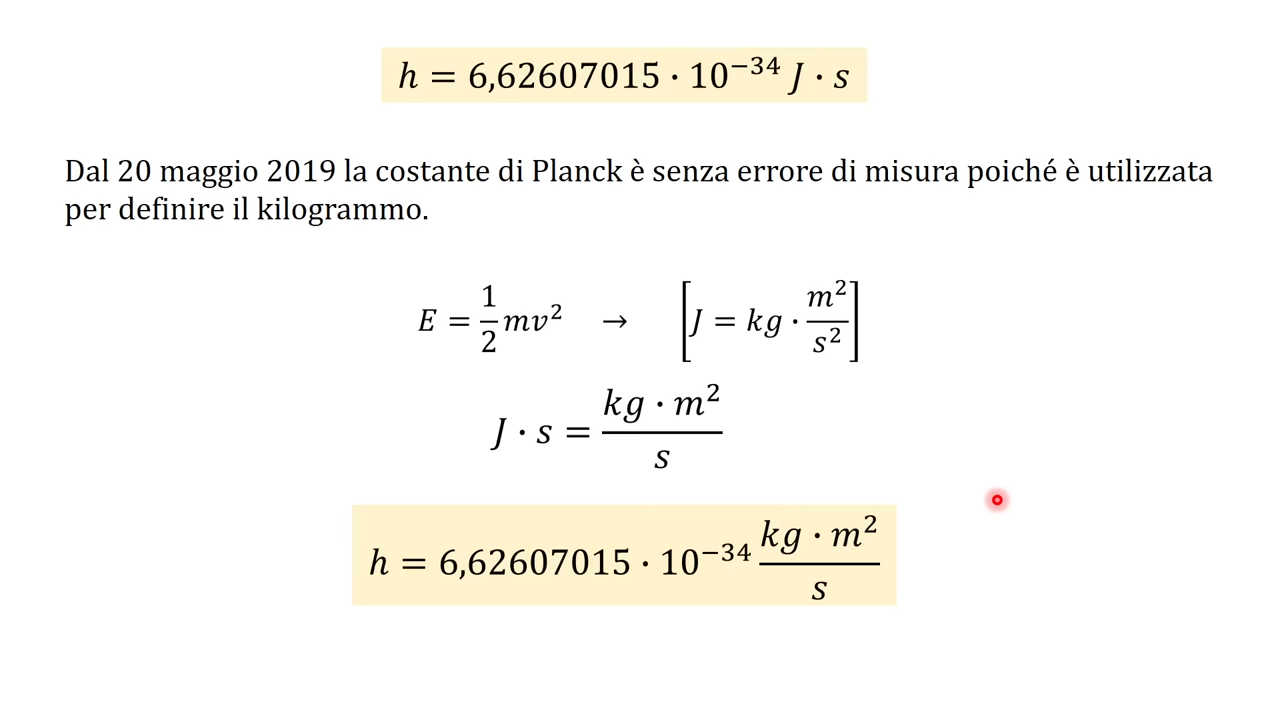 h = 6,62607015 · 10⁻³⁴ J · s
Dal 20 maggio 2019 la costante di Planck è senza errore di misura poiché è utilizzata
per definire il kilogrammo.
E = 1/2 mv² → [J = kg · m²/s²]
J · s = kg · m²/s
h = 6,62607015 · 10⁻³⁴ kg · m²/s